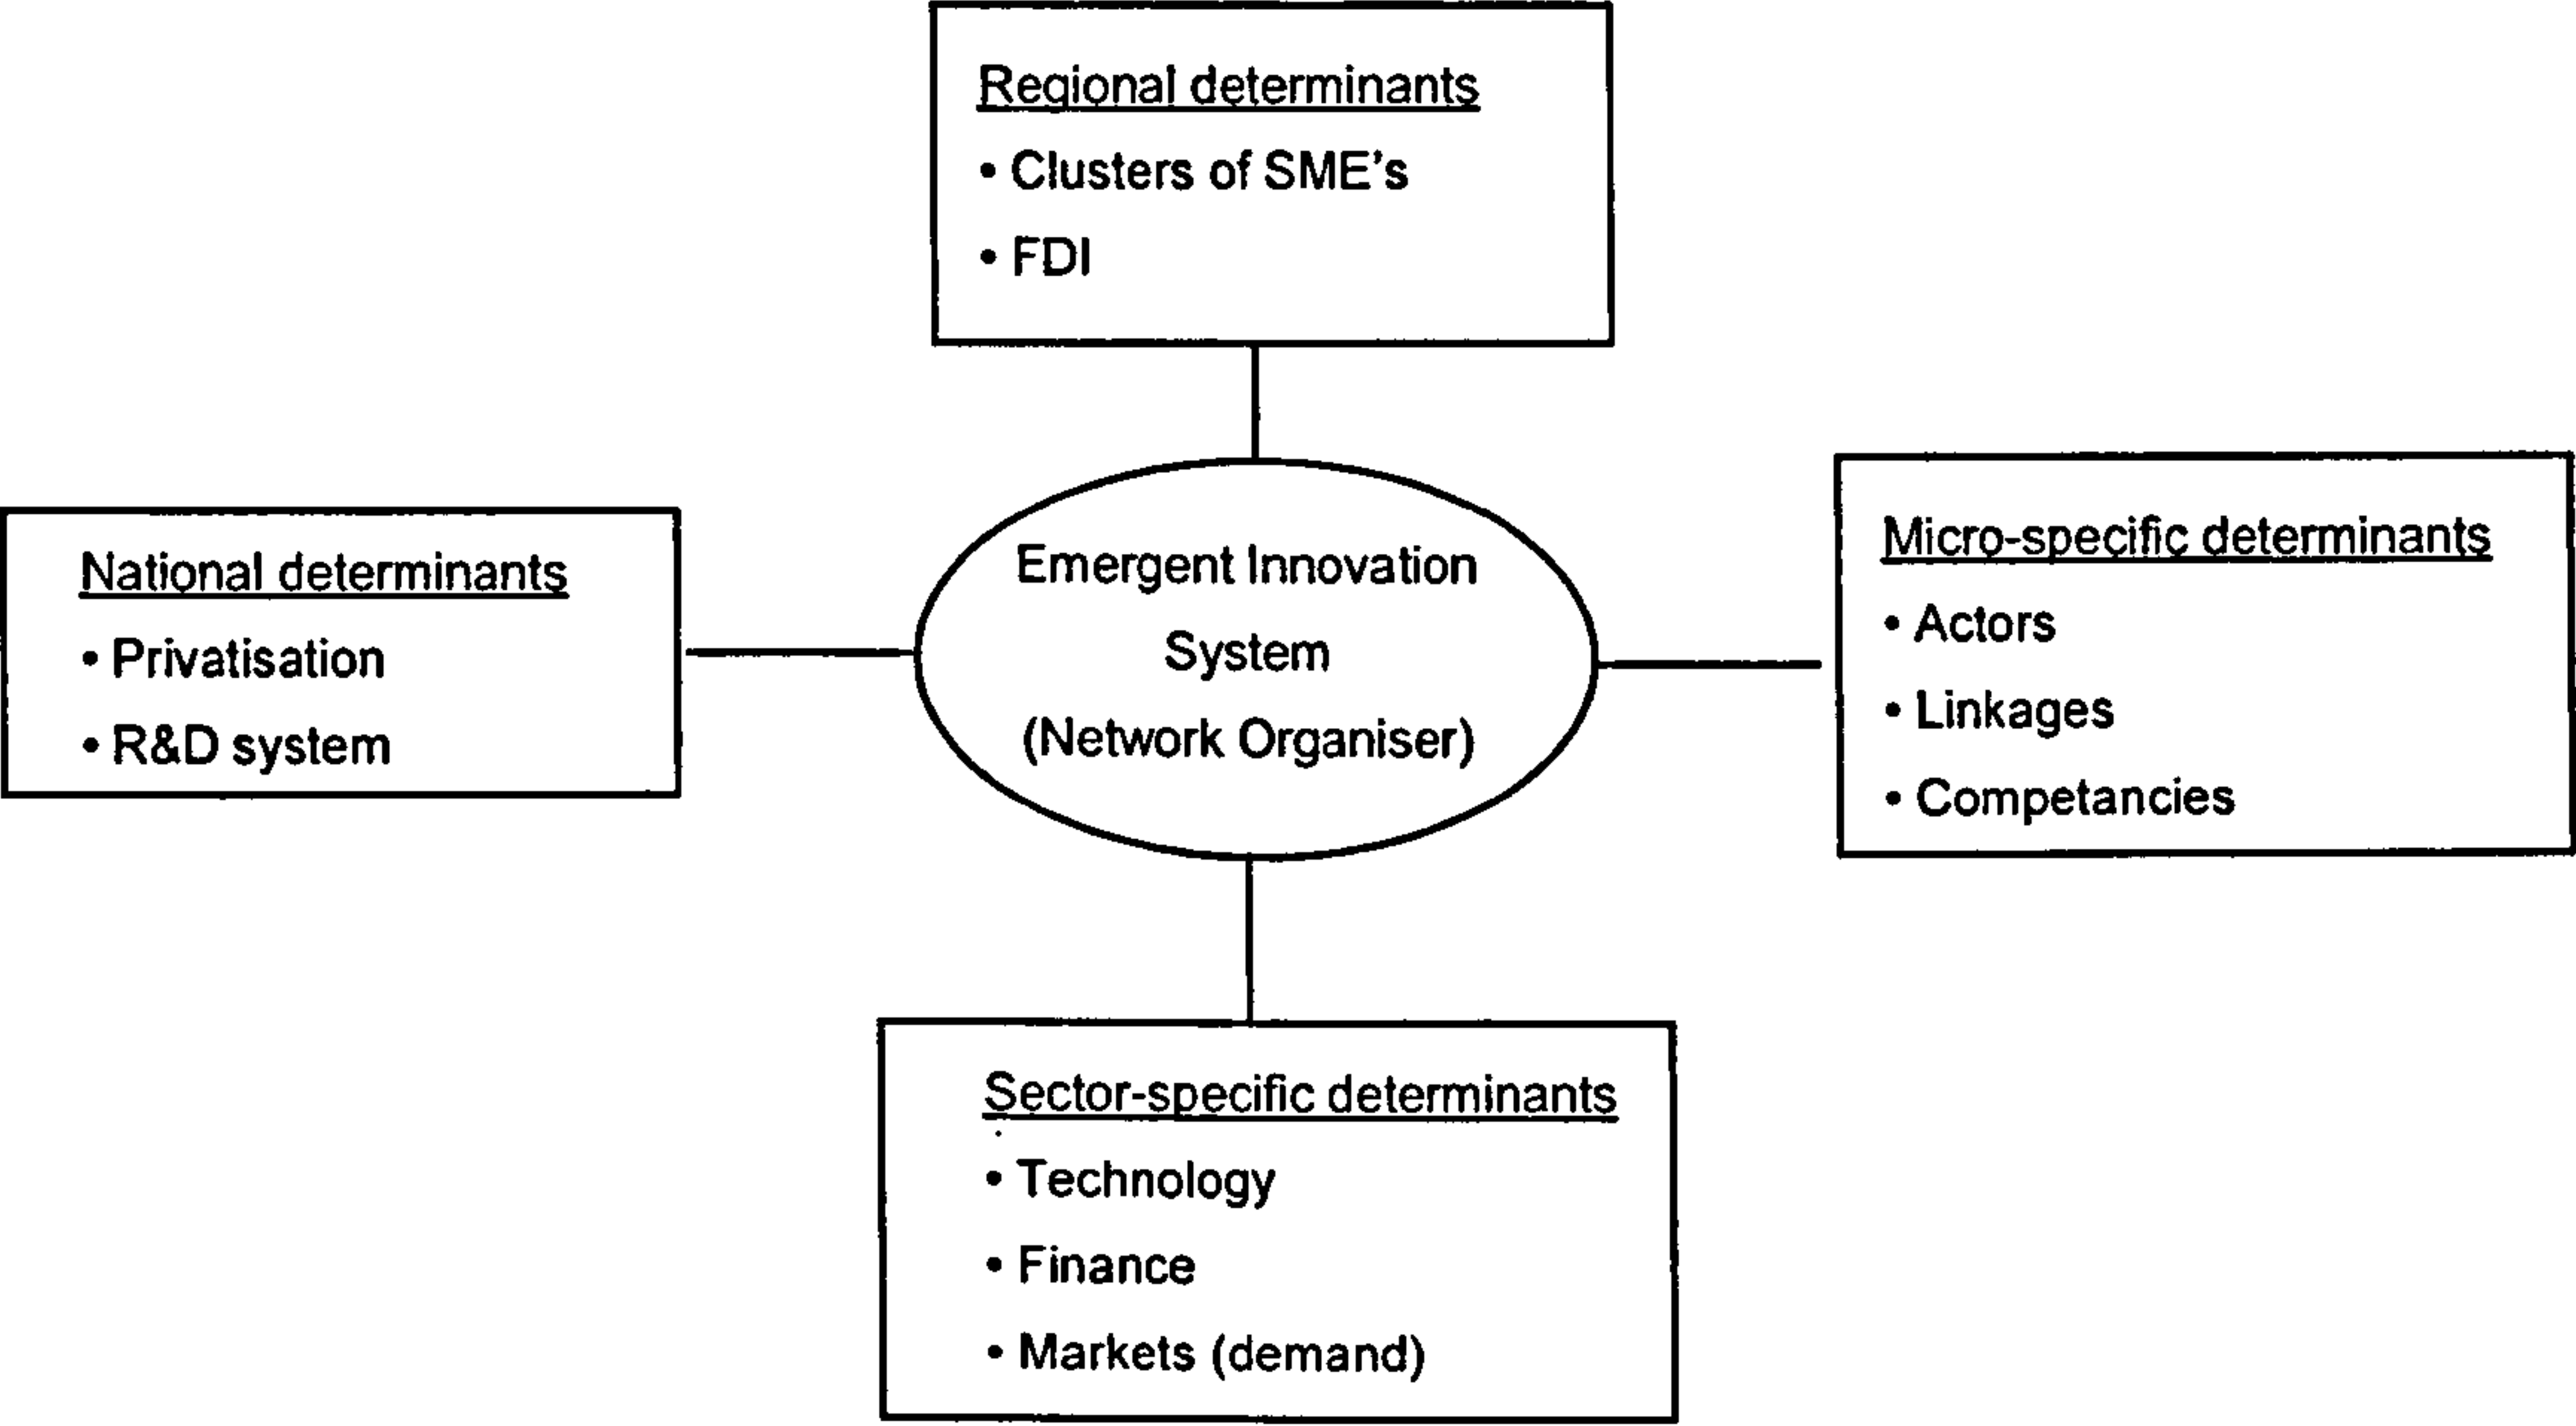 Regional determinants
• Clusters of SME's
• FDI
National determinants
• Privatisation
• R&D system
Emergent Innovation
System
(Network Organiser)
Micro-specific determinants
• Actors
• Linkages
• Competancies
Sector-specific determinants
• Technology
• Finance
• Markets (demand)